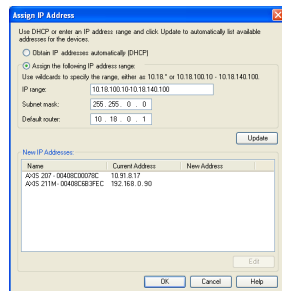 Assign IP Address
Use DHCP or enter an IP address range and click Update to automatically list available
addresses for the devices.
Obtain IP addresses automatically (DHCP)
Assign the following IP address range:
Use wildcards to specify the range, either as 10.18.* or 10.18.100.10 - 10.18.140.100.
IP range: 10.18.100.10-10.18.140.100
Subnet mask: 255.255. 0 . 0
Default router: 10 . 18 . 0 . 1
Update
New IP Addresses:
Name Current Address New Address
AXIS 207 - 00408C00078C 10.91.8.17
AXIS 211M - 00408C6B3FEC 192.168.0.90
Edit
OK Cancel Help